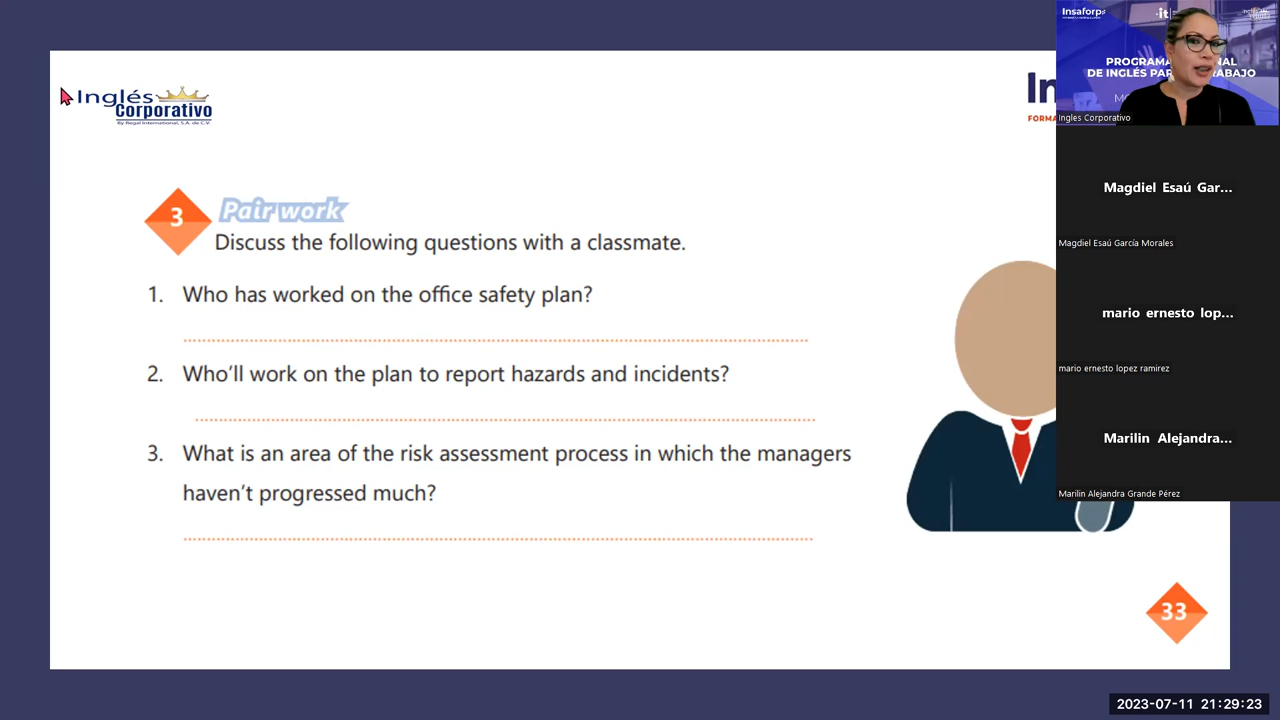 Inglés
Corporativo
By Regal International, S.A. de C.V.
In
FORMA
3
Pair work
Discuss the following questions with a classmate.
1. Who has worked on the office safety plan?
2. Who'll work on the plan to report hazards and incidents?
3. What is an area of the risk assessment process in which the managers
haven't progressed much?
33
Insaforp
PROGRAMA NAL
DE INGLÉS PAR RABAJO
Ingles Corporativo
Magdiel Esaú Gar...
Magdiel Esaú García Morales
mario ernesto lop...
mario ernesto lopez ramirez
Marilin Alejandra...
Marilin Alejandra Grande Pérez
2023-07-11 21:29:23